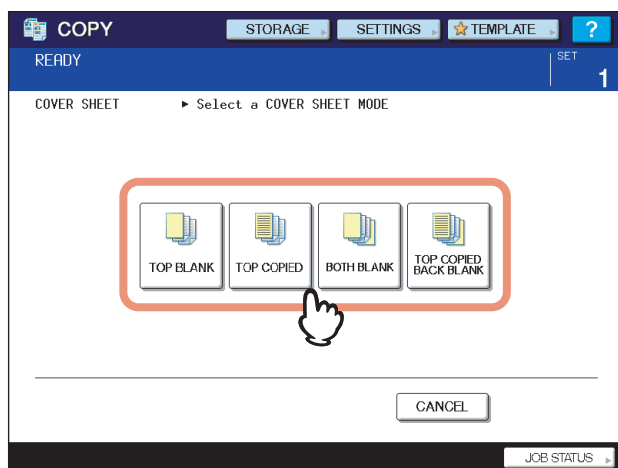 COPY
STORAGE
SETTINGS
TEMPLATE
?
READY
SET
1
COVER SHEET
► Select a COVER SHEET MODE
TOP BLANK
TOP COPIED
BOTH BLANK
TOP COPIED
BACK BLANK
CANCEL
JOB STATUS